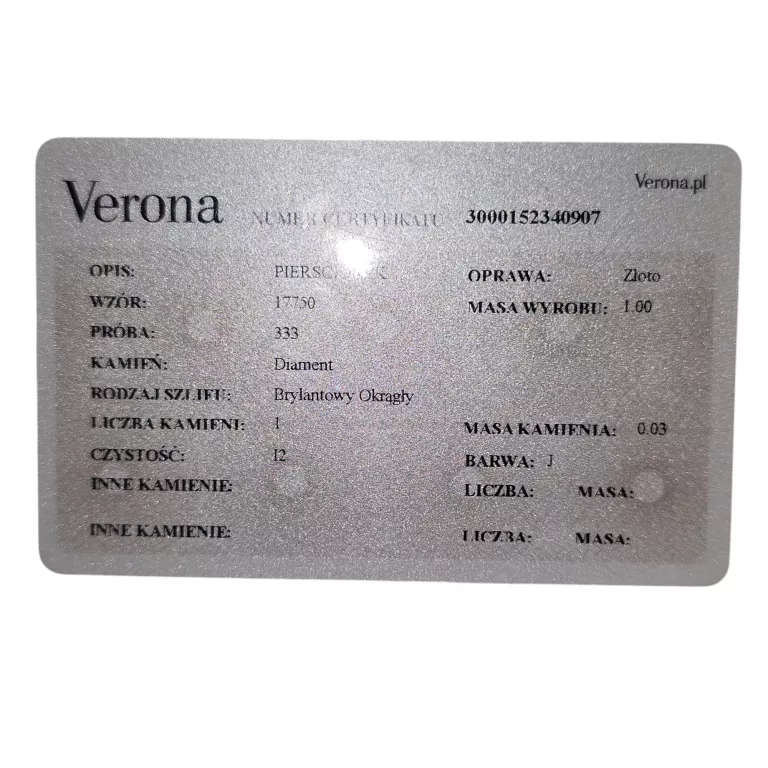 Verona
Verona.pl
NUMER CERTYFIKATU 3000152340907
OPIS: OPRAWA: Złoto
WZÓR: 17750 MASA WYROBU: 1.00
PRÓBA: 333
KAMIEŃ: Diament
RODZAJ SZLIFU: Brylantowy Okrągły
LICZBA KAMIENI: 1 MASA KAMIENIA: 0.03
CZYSTOŚĆ: I2 BARWA: J
INNE KAMIENIE: LICZBA: MASA:
INNE KAMIENIE: LICZBA: MASA: